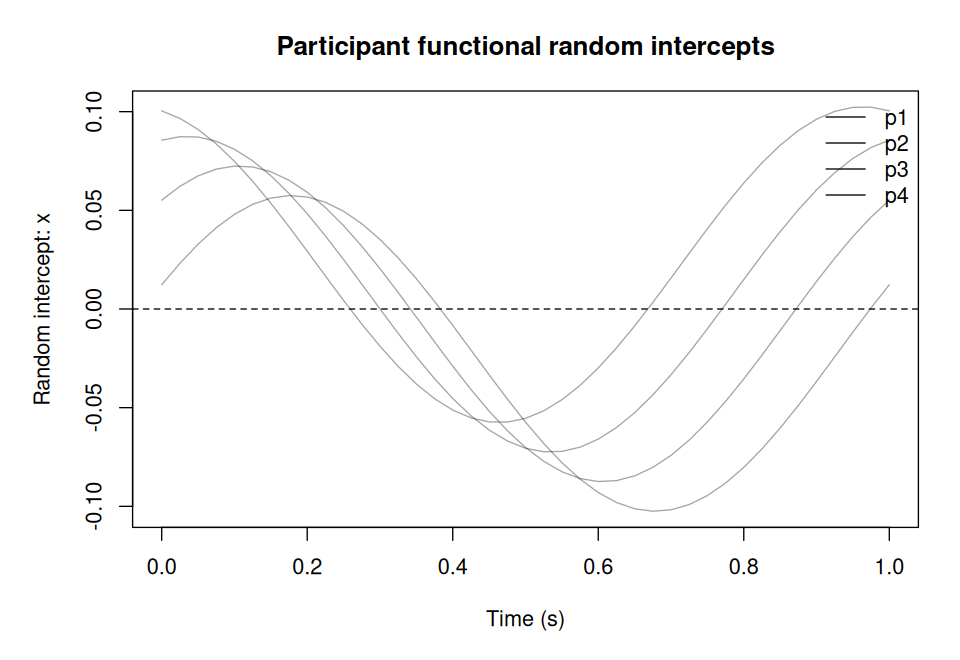 Participant functional random intercepts
p1
p2
p3
p4
0.10
0.05
0.00
-0.05
-0.10
Random intercept: x
0.0 0.2 0.4 0.6 0.8 1.0
Time (s)